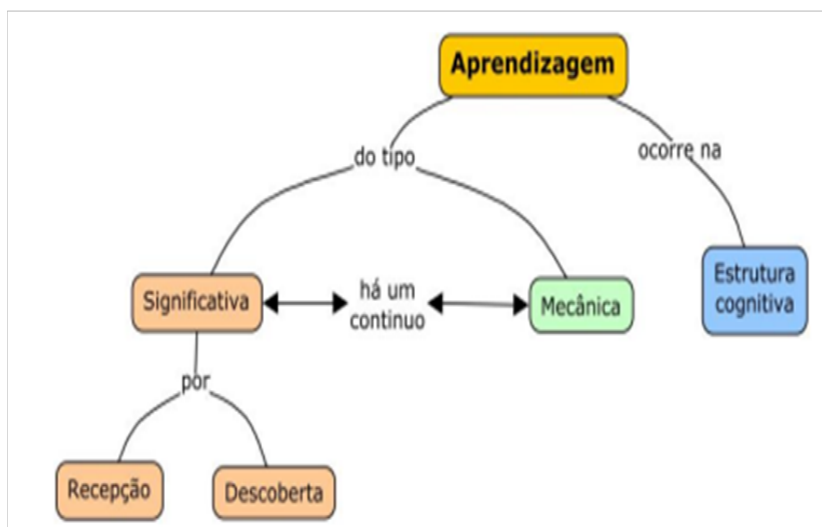 Aprendizagem
do tipo
ocorre na
Significativa
há um
continuo
Mecânica
Estrutura
cognitiva
por
Recepção
Descoberta